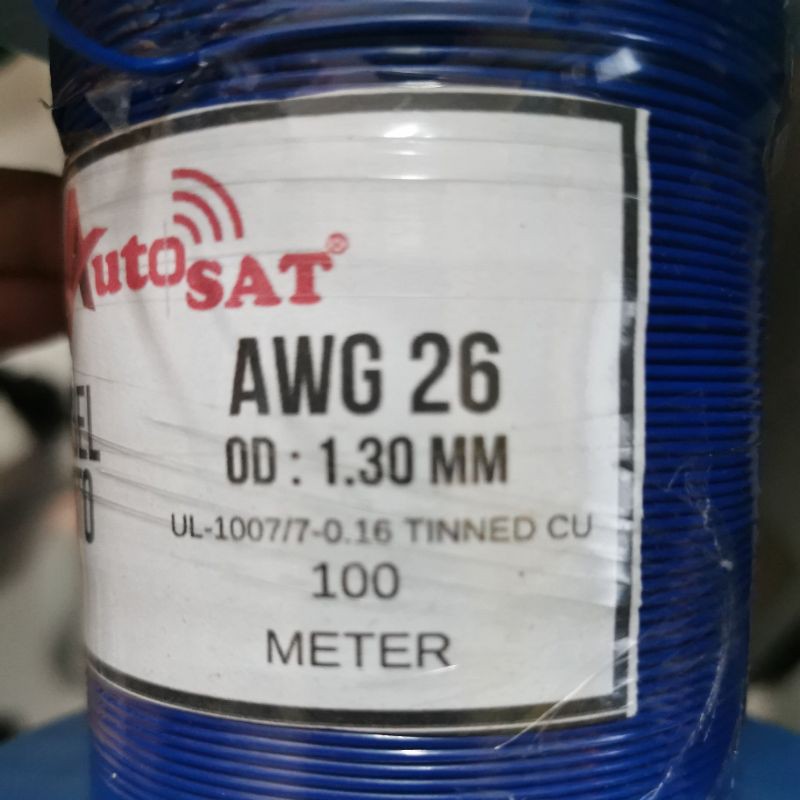 AutoSAT®
AWG 26
OD : 1.30 MM
UL-1007/7-0.16 TINNED CU
100
METER